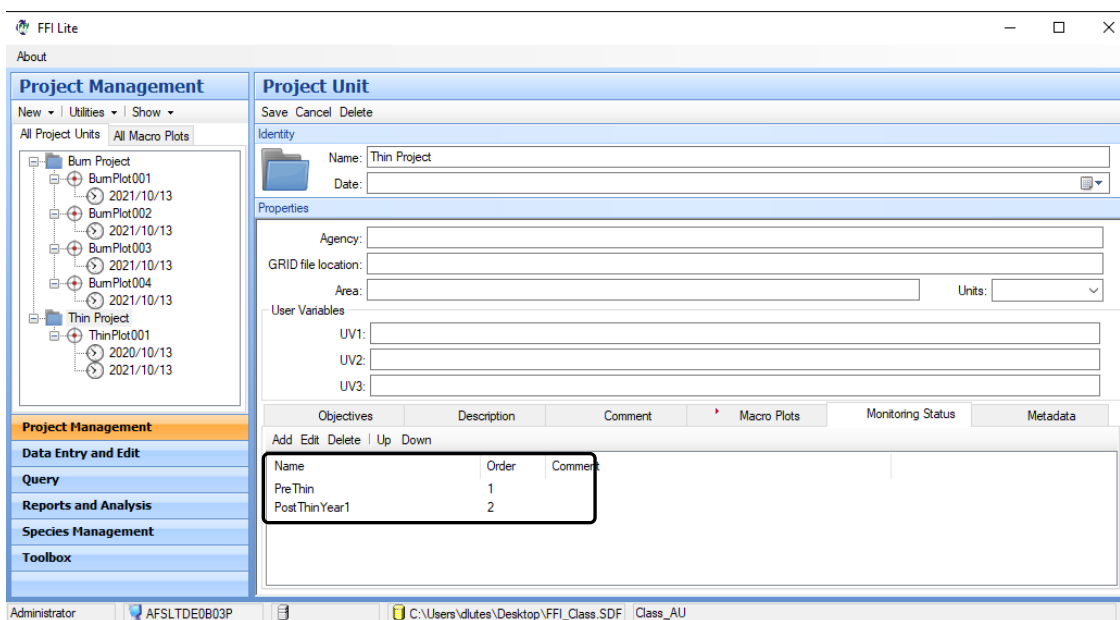 FFI Lite
About
Project Management
New Utilities Show
All Project Units All Macro Plots
Burn Project
BurnPlot001
2021/10/13
BurnPlot002
2021/10/13
BurnPlot003
2021/10/13
BurnPlot004
2021/10/13
Thin Project
ThinPlot001
2020/10/13
2021/10/13
Project Management
Data Entry and Edit
Query
Reports and Analysis
Species Management
Toolbox
Project Unit
Save Cancel Delete
Identity
Name: Thin Project
Date:
Properties
Agency:
GRID file location:
Area: Units:
User Variables
UV1:
UV2:
UV3:
Objectives Description Comment Macro Plots Monitoring Status Metadata
Add Edit Delete Up Down
Name Order Comment
PreThin 1
PostThinYear1 2
Administrator AFSLTDE0B03P C:\Users\dlutes\Desktop\FFI_Class.SDF Class_AU